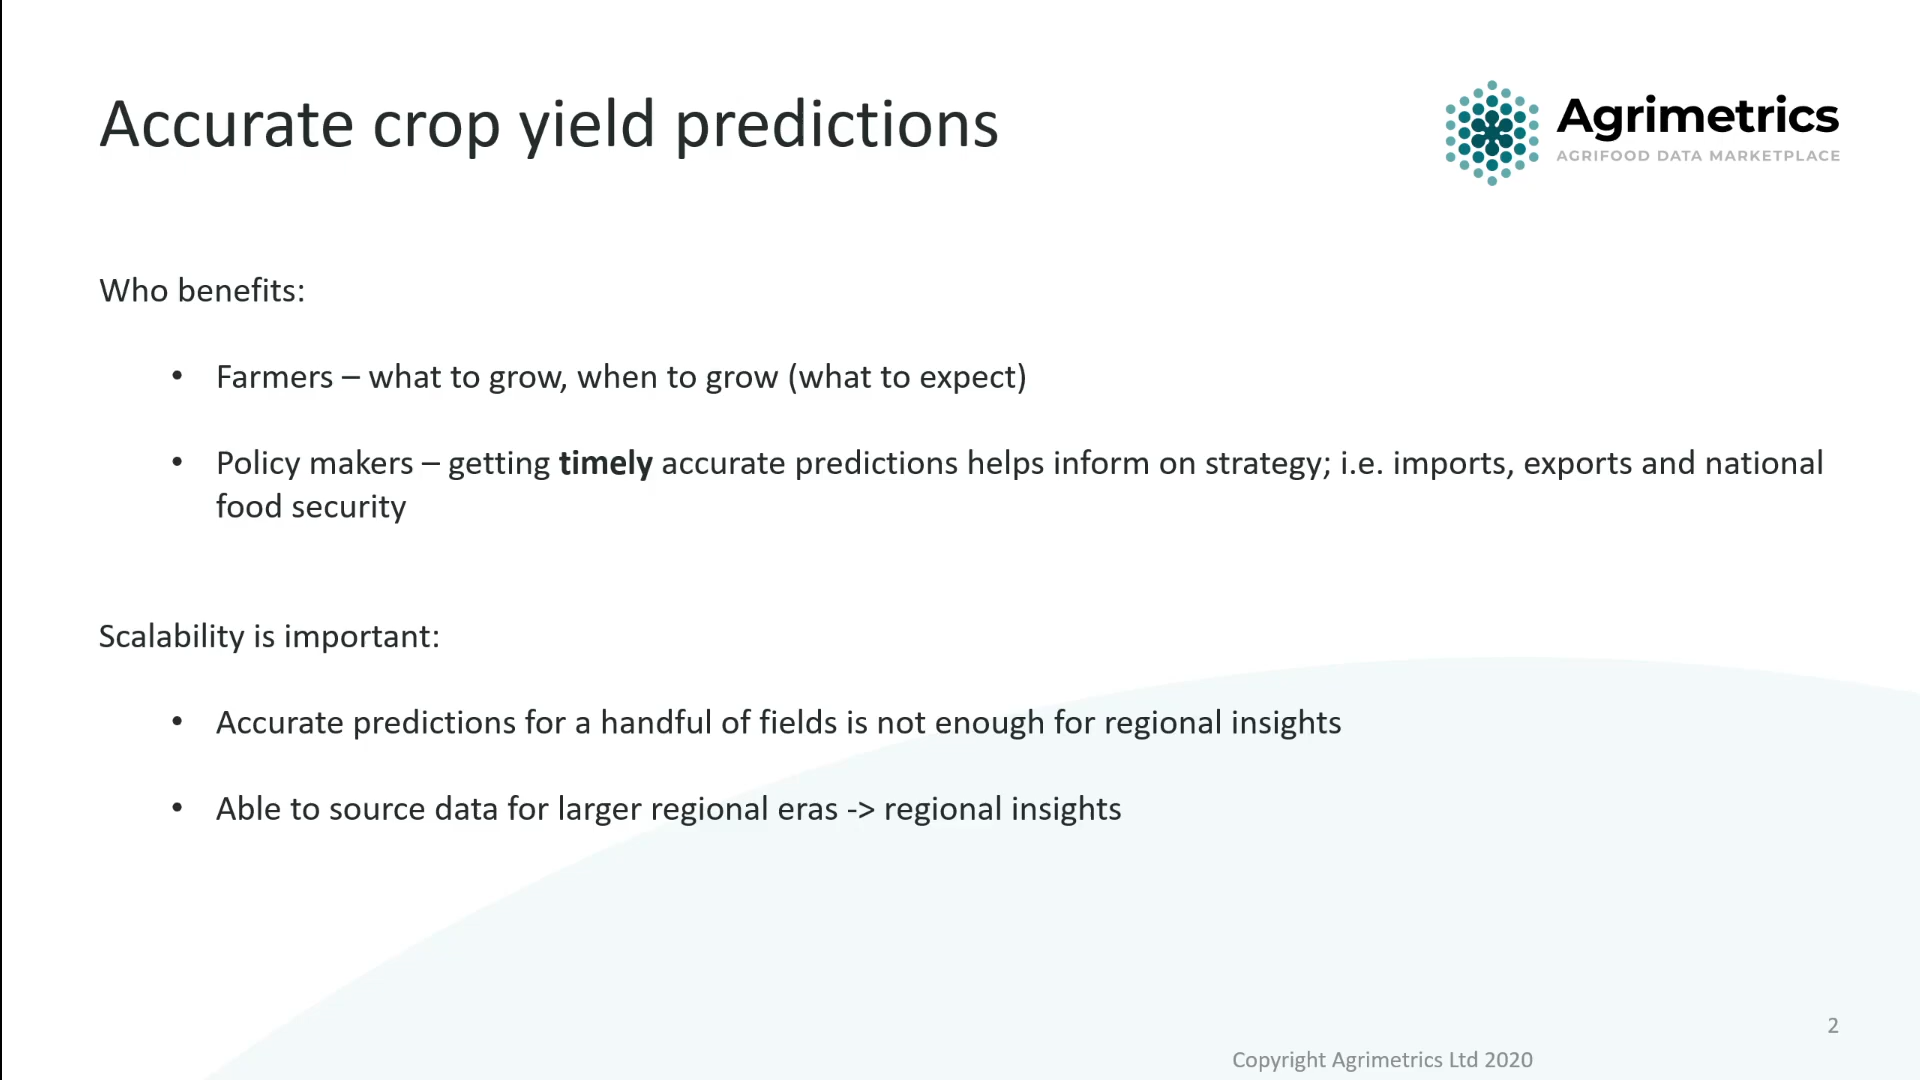 Accurate crop yield predictions
Agrimetrics
AGRIFOOD DATA MARKETPLACE
Who benefits:
• Farmers – what to grow, when to grow (what to expect)
• Policy makers – getting timely accurate predictions helps inform on strategy; i.e. imports, exports and national
food security
Scalability is important:
• Accurate predictions for a handful of fields is not enough for regional insights
• Able to source data for larger regional eras -> regional insights
2
Copyright Agrimetrics Ltd 2020